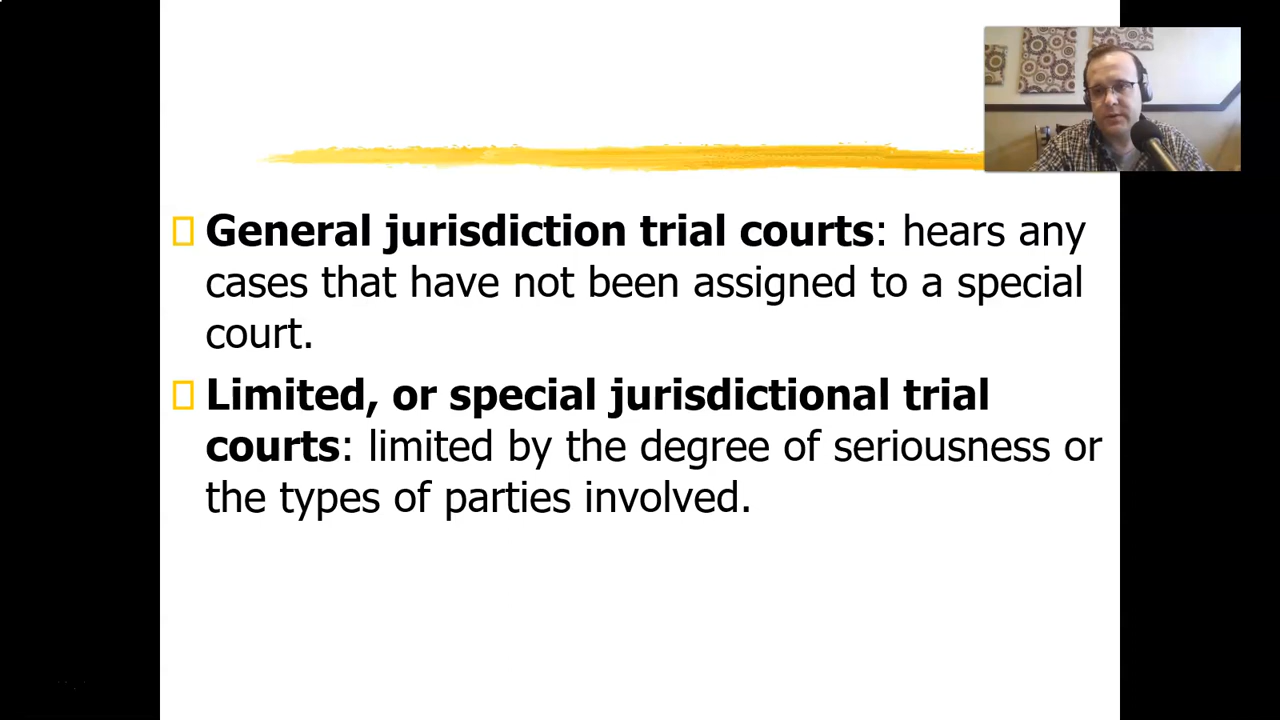 General jurisdiction trial courts: hears any
cases that have not been assigned to a special
court.
Limited, or special jurisdictional trial
courts: limited by the degree of seriousness or
the types of parties involved.